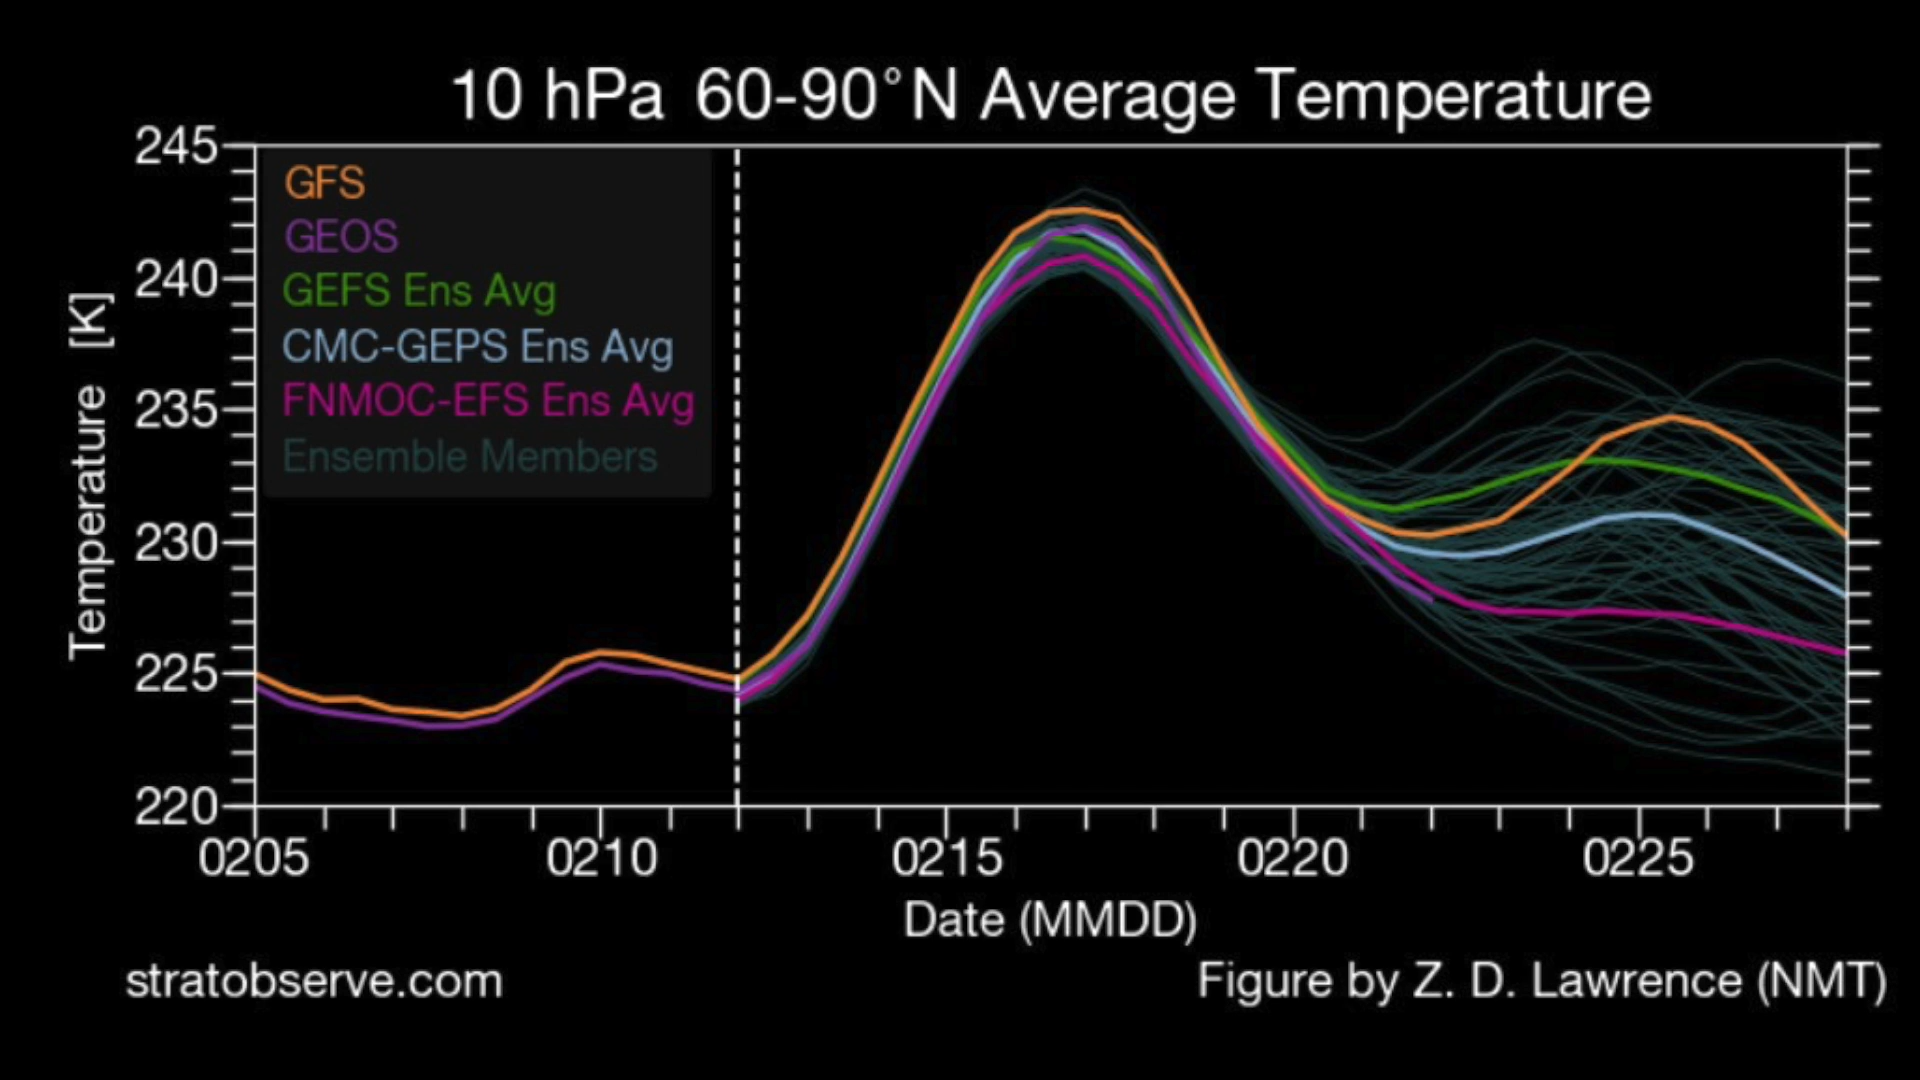 10 hPa 60-90°N Average Temperature
245
240
235
230
225
220
Temperature [K]
GFS
GEOS
GEFS Ens Avg
CMC-GEPS Ens Avg
FNMOC-EFS Ens Avg
Ensemble Members
0205
0210
0215
0220
0225
Date (MMDD)
stratobserve.com
Figure by Z. D. Lawrence (NMT)